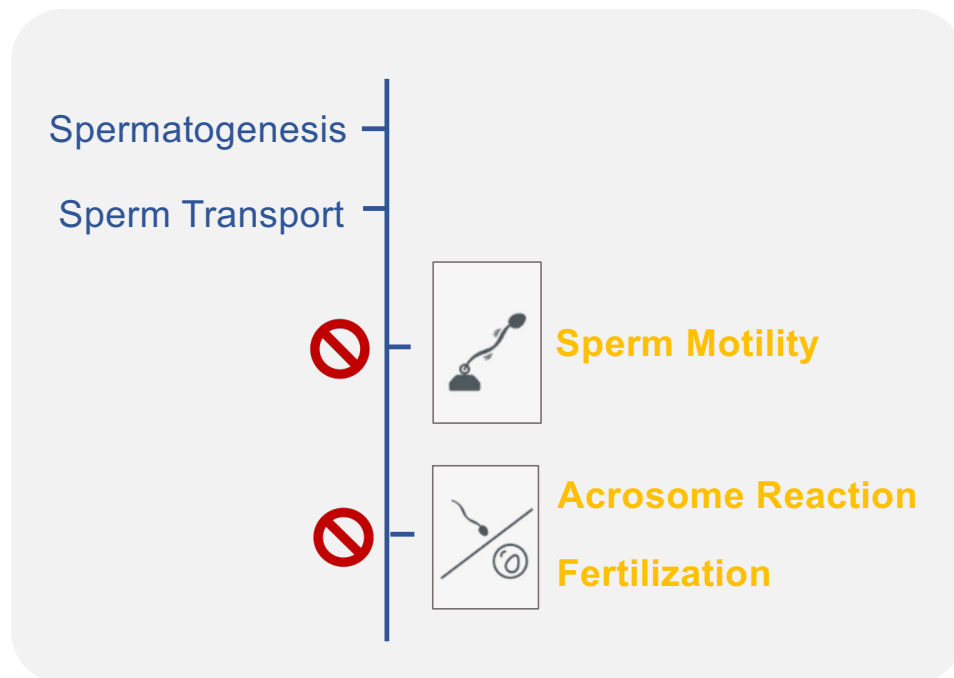 Spermatogenesis
Sperm Transport
Sperm Motility
Acrosome Reaction
Fertilization